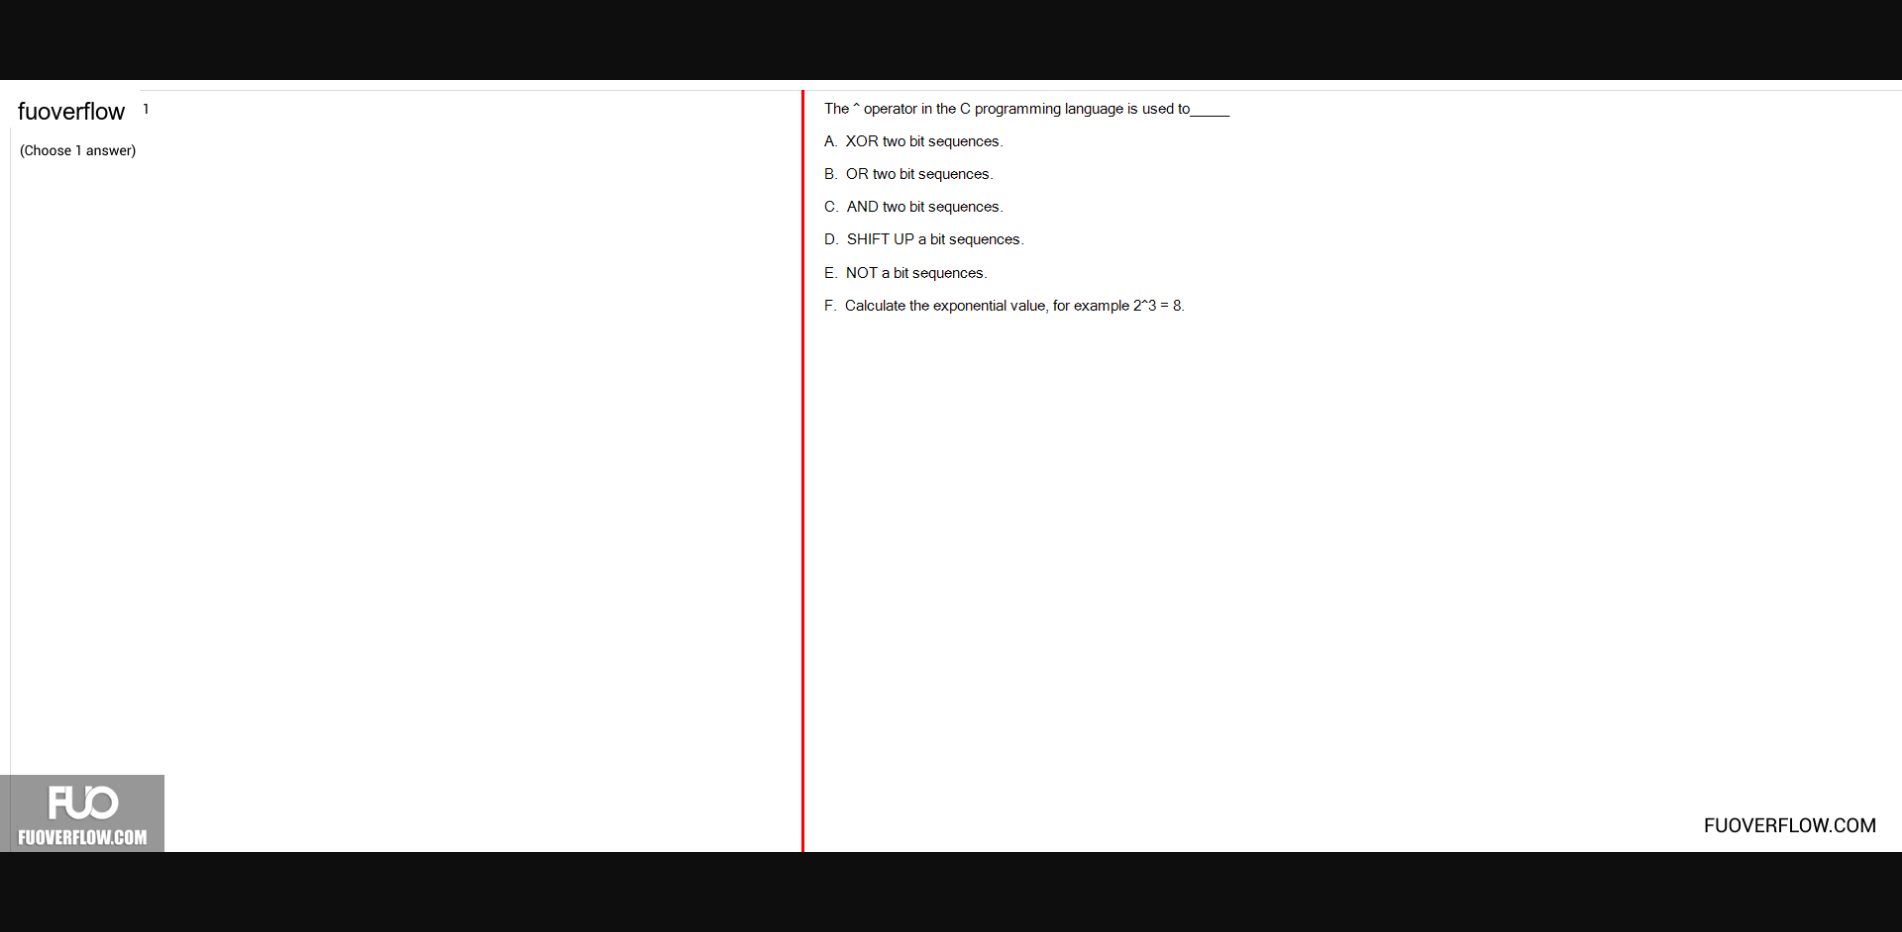 fuoverflow 1
(Choose 1 answer)
The ^ operator in the C programming language is used to_____
A. XOR two bit sequences.
B. OR two bit sequences.
C. AND two bit sequences.
D. SHIFT UP a bit sequences.
E. NOT a bit sequences.
F. Calculate the exponential value, for example 2^3 = 8.
FUO
FUOVERFLOW.COM
FUOVERFLOW.COM